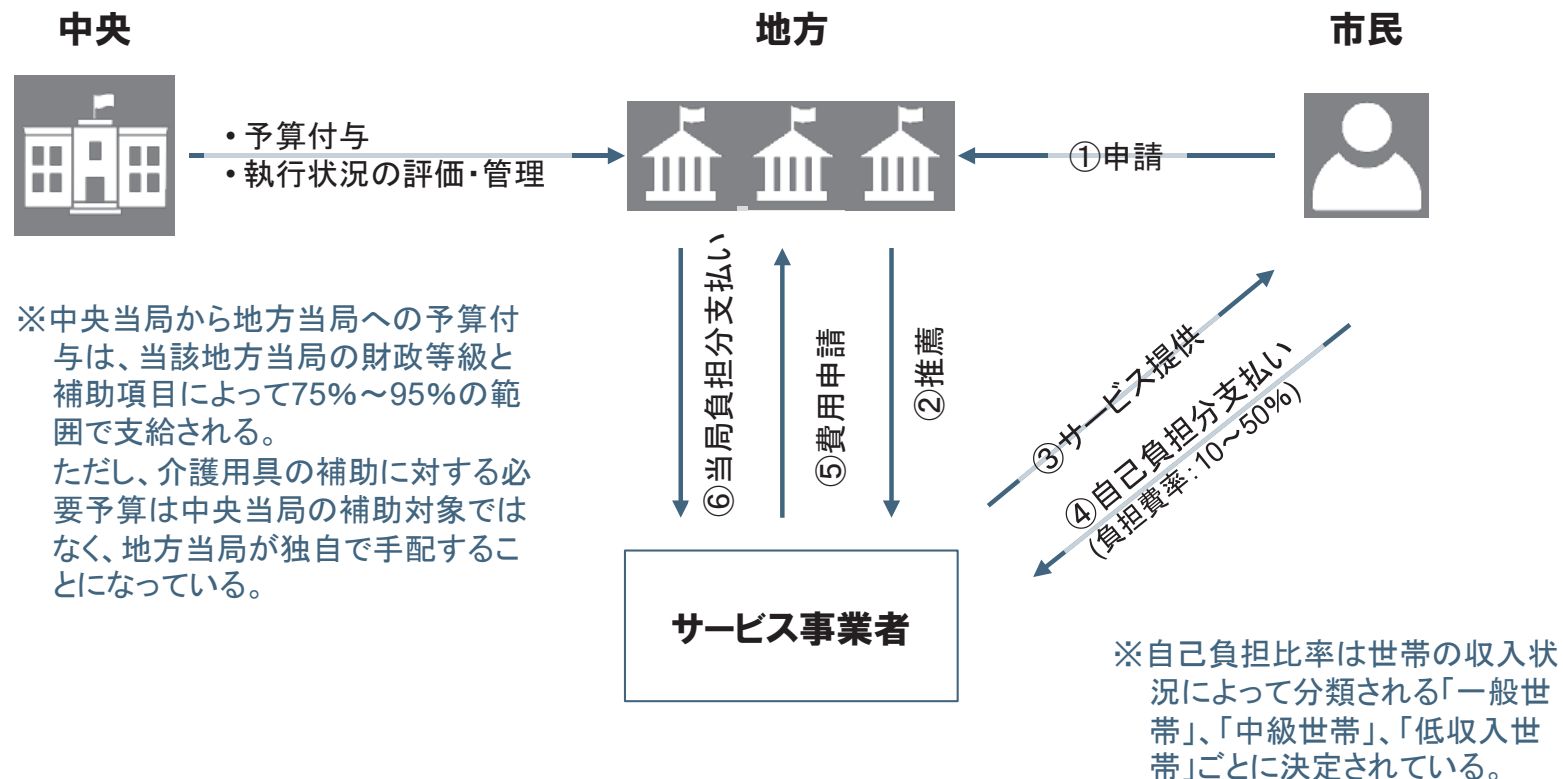 中央
地方
市民
• 予算付与
• 執行状況の評価・管理
①申請
※中央当局から地方当局への予算付
与は、当該地方当局の財政等級と
補助項目によって75%～95%の範
囲で支給される。
ただし、介護用具の補助に対する必
要予算は中央当局の補助対象では
なく、地方当局が独自で手配するこ
とになっている。
⑥当局負担分支払い
⑤費用申請
②推薦
③サービス提供
④自己負担分支払い
(負担費率：10～50%)
サービス事業者
※自己負担比率は世帯の収入状
況によって分類される「一般世
帯」、「中級世帯」、「低収入世
帯」ごとに決定されている。